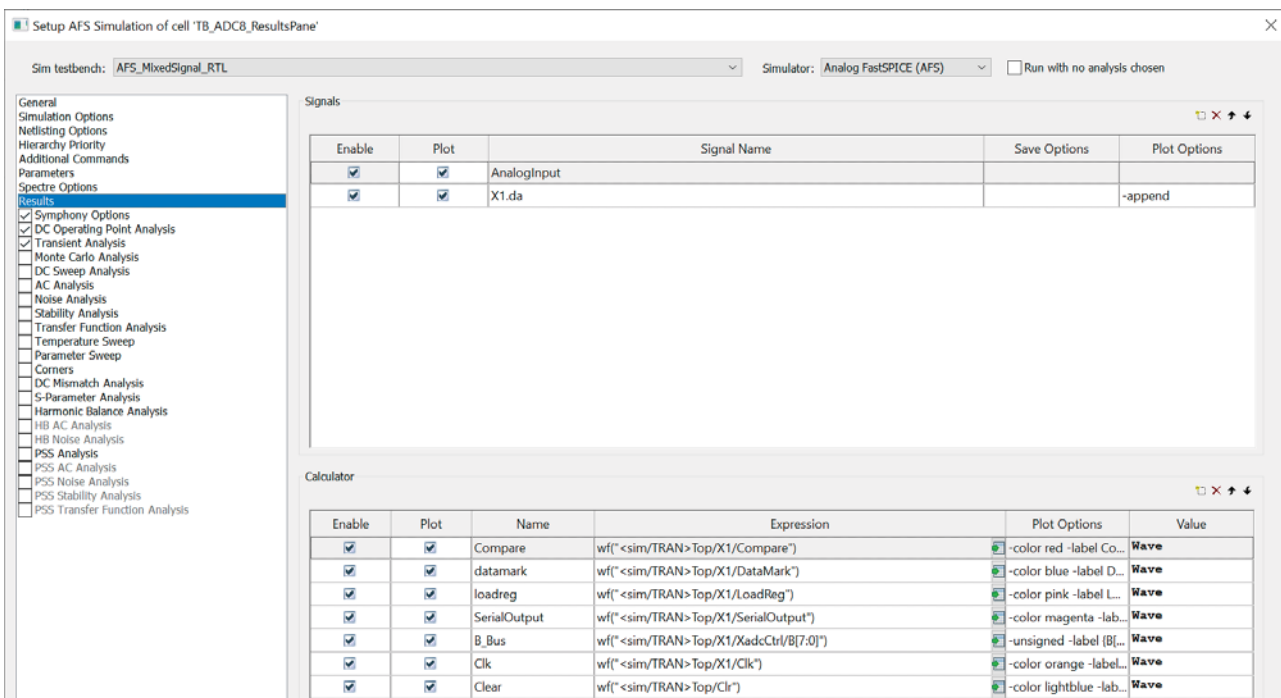 Setup AFS Simulation of cell 'TB_ADC8_ResultsPane'
Sim testbench: AFS_MixedSignal_RTL Simulator: Analog FastSPICE (AFS) Run with no analysis chosen
General
Simulation Options
Netlisting Options
Hierarchy Priority
Additional Commands
Parameters
Spectre Options
Results
Symphony Options
DC Operating Point Analysis
Transient Analysis
Monte Carlo Analysis
DC Sweep Analysis
AC Analysis
Noise Analysis
Stability Analysis
Transfer Function Analysis
Temperature Sweep
Parameter Sweep
Corners
DC Mismatch Analysis
S-Parameter Analysis
Harmonic Balance Analysis
HB AC Analysis
HB Noise Analysis
PSS Analysis
PSS AC Analysis
PSS Noise Analysis
PSS Stability Analysis
PSS Transfer Function Analysis
Signals
Enable Plot Signal Name Save Options Plot Options
AnalogInput
X1.da -append
Calculator
Enable Plot Name Expression Plot Options Value
Compare wf("<sim/TRAN>Top/X1/Compare") -color red -label Co... Wave
datamark wf("<sim/TRAN>Top/X1/DataMark") -color blue -label D... Wave
loadreg wf("<sim/TRAN>Top/X1/LoadReg") -color pink -label L... Wave
SerialOutput wf("<sim/TRAN>Top/X1/SerialOutput") -color magenta -lab... Wave
B_Bus wf("<sim/TRAN>Top/X1/XadcCtrl/B[7:0]") -unsigned -label {B[... Wave
Clk wf("<sim/TRAN>Top/X1/Clk") -color orange -label... Wave
Clear wf("<sim/TRAN>Top/Clr") -color lightblue -lab... Wave